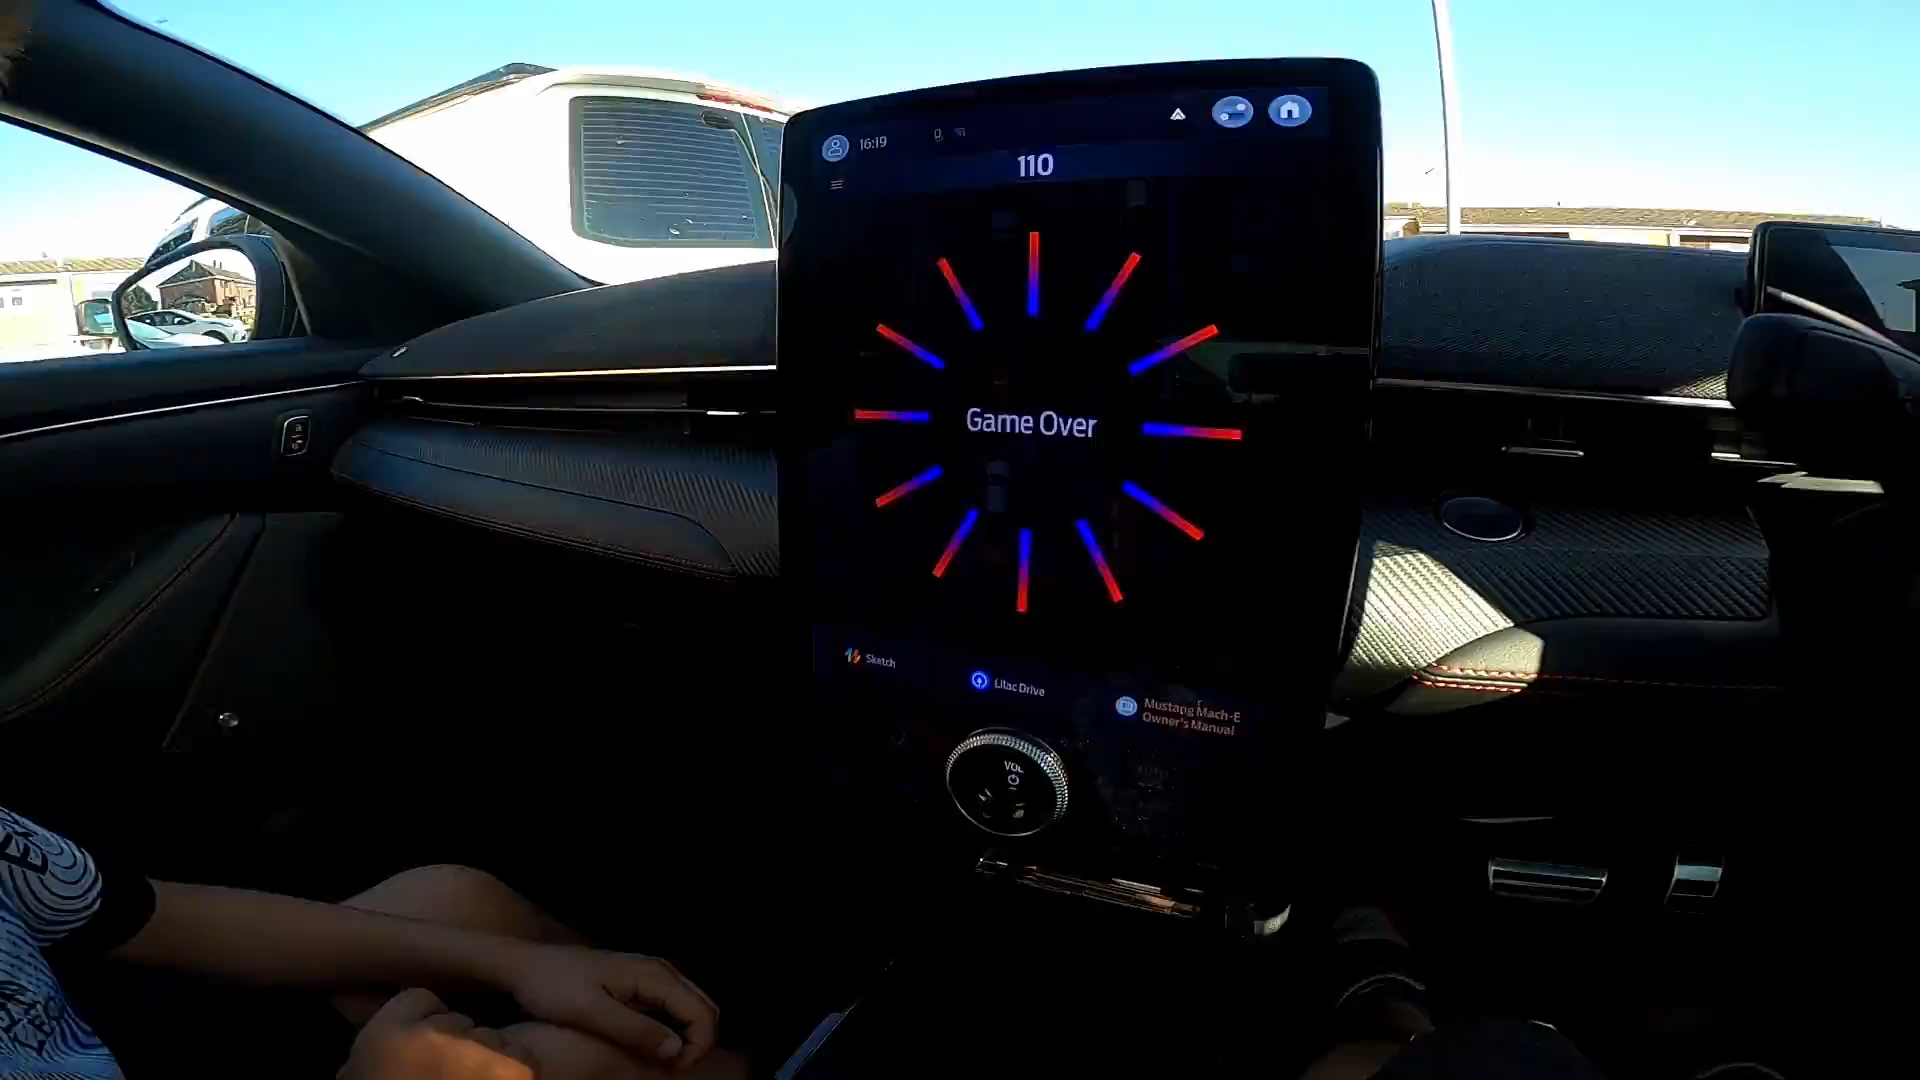 16:19
110
Game Over
Sketch
Lilac Drive
Mustang Mach-E
Owner's Manual
VOL